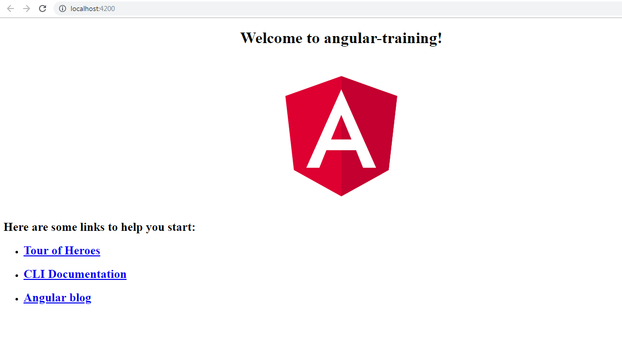 localhost:4200
Welcome to angular-training!
A
Here are some links to help you start:
Tour of Heroes
CLI Documentation
Angular blog